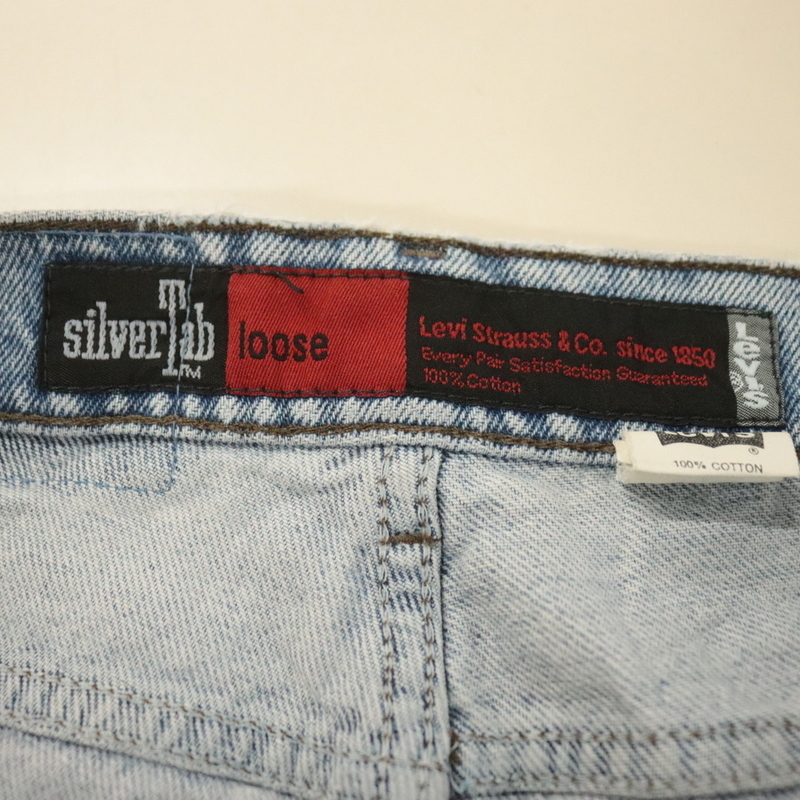 silverTab
TM
loose
Levi Strauss & Co. since 1850
Every Pair Satisfaction Guaranteed
100% Cotton
Levi's
®
®
100% COTTON